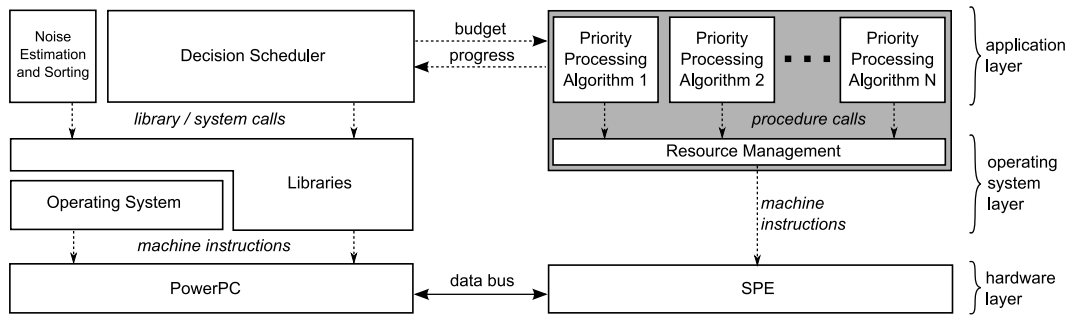 Noise
Estimation
and Sorting
Decision Scheduler
budget
progress
Priority
Processing
Algorithm 1
Priority
Processing
Algorithm 2
Priority
Processing
Algorithm N
application
layer
library / system calls
procedure calls
Resource Management
Libraries
Operating System
operating
system
layer
machine instructions
machine
instructions
PowerPC
data bus
SPE
hardware
layer